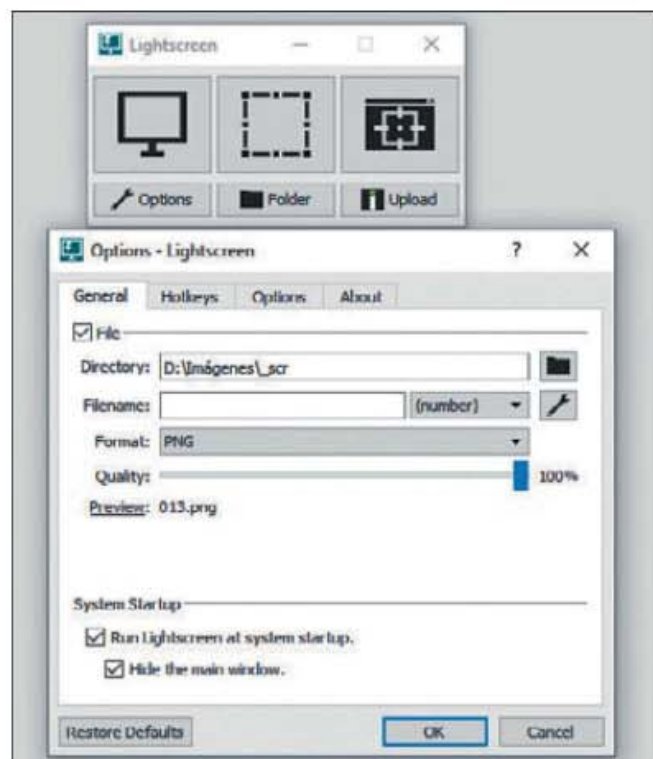 Lightscreen
Options Folder Upload
Options - Lightscreen ? 
General Hotkeys Options About
File
Directory: D:\Imágenes\_scr
Filename: (number)
Format: PNG
Quality: 100%
Preview: 013.png
System Startup
Run Lightscreen at system startup.
Hide the main window.
Restore Defaults OK Cancel